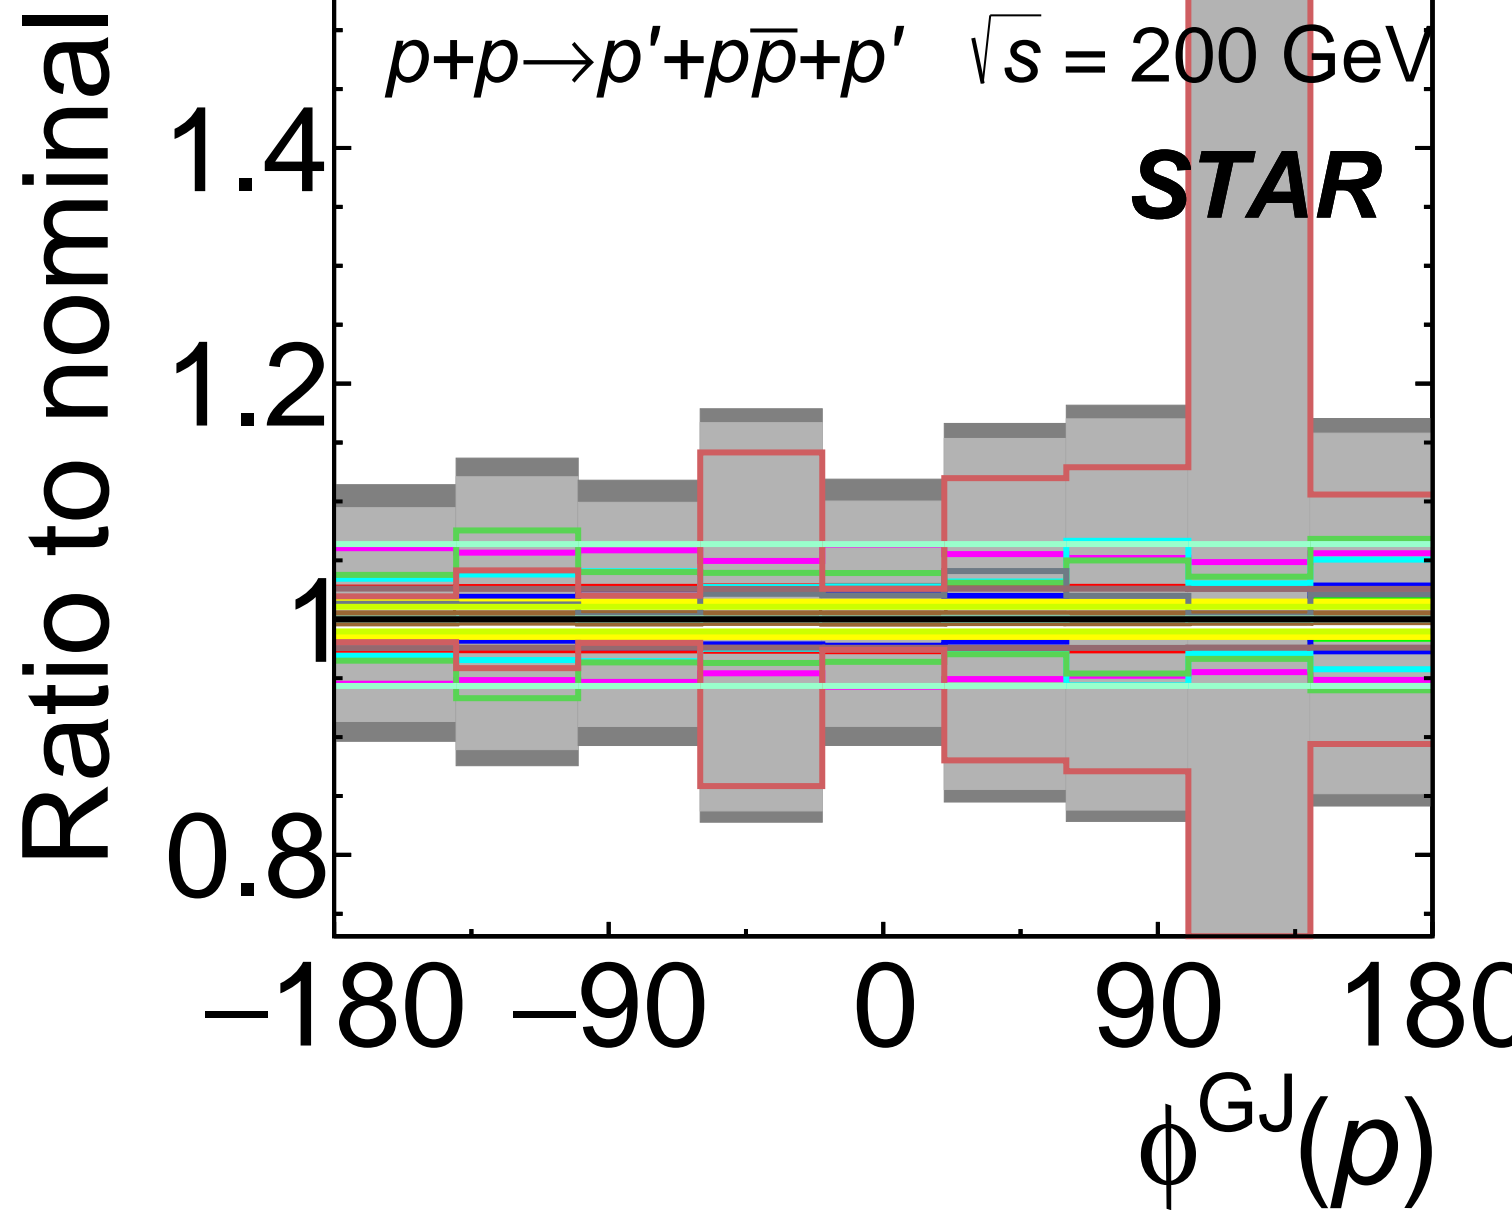 Ratio to nominal
p+p→p′+pp̅+p′ √s = 200 GeV
STAR
1.4
1.2
1
0.8
−180 −90 0 90 180
ϕ^GJ(p)